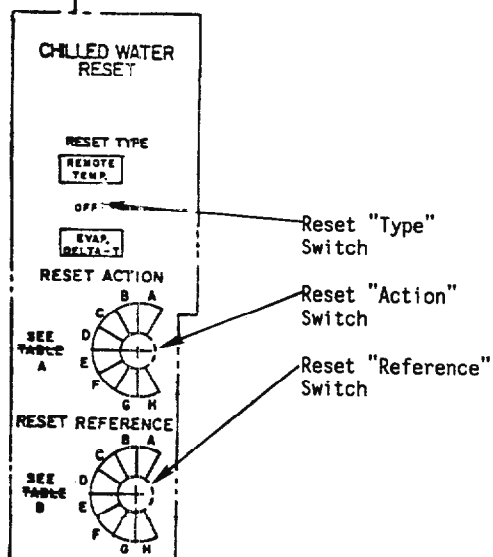 CHILLED WATER
RESET
RESET TYPE
REMOTE
TEMP.
OFF
EVAP.
DELTA-T
Reset "Type"
Switch
RESET ACTION
A
B
C
D
E
F
G
H
SEE
TABLE
A
Reset "Action"
Switch
RESET REFERENCE
A
B
C
D
E
F
G
H
SEE
TABLE
B
Reset "Reference"
Switch